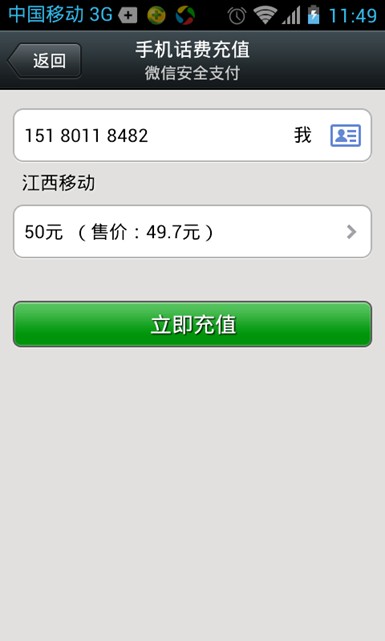 中国移动 3G 11:49
返回
手机话费充值
微信安全支付
151 8011 8482 我
江西移动
50元 （售价：49.7元）
立即充值